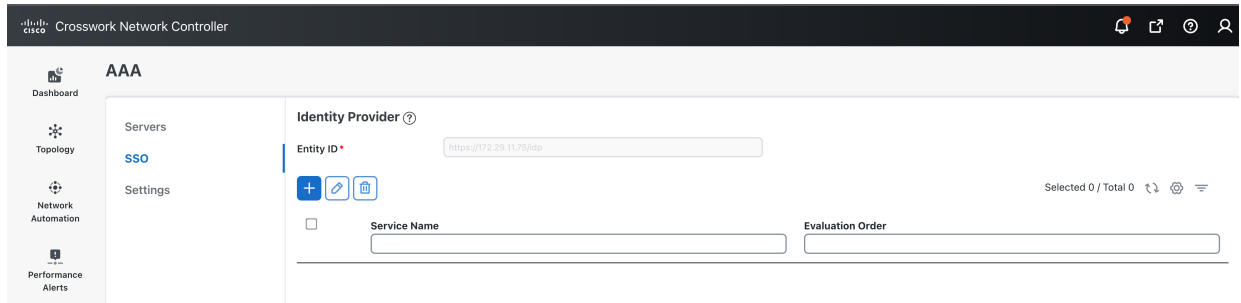 cisco Crosswork Network Controller
AAA
Dashboard
Topology
Network
Automation
Performance
Alerts
Servers
SSO
Settings
Identity Provider ?
Entity ID *
https://172.29.11.75/idp
Selected 0 / Total 0
Service Name
Evaluation Order